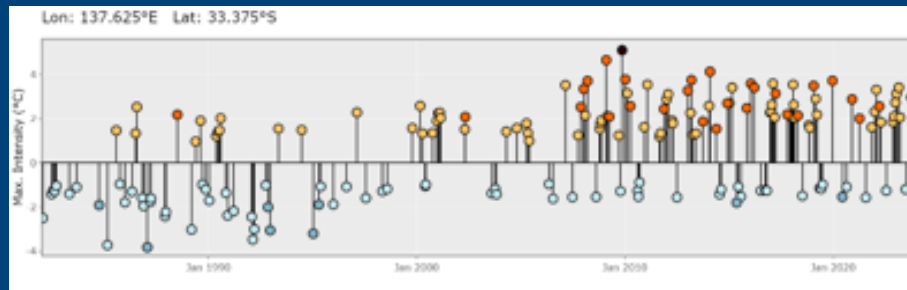 Lon: 137.625°E Lat: 33.375°S
Max. Intensity (°C)
4
2
0
-2
-4
Jan 1990
Jan 2000
Jan 2010
Jan 2020